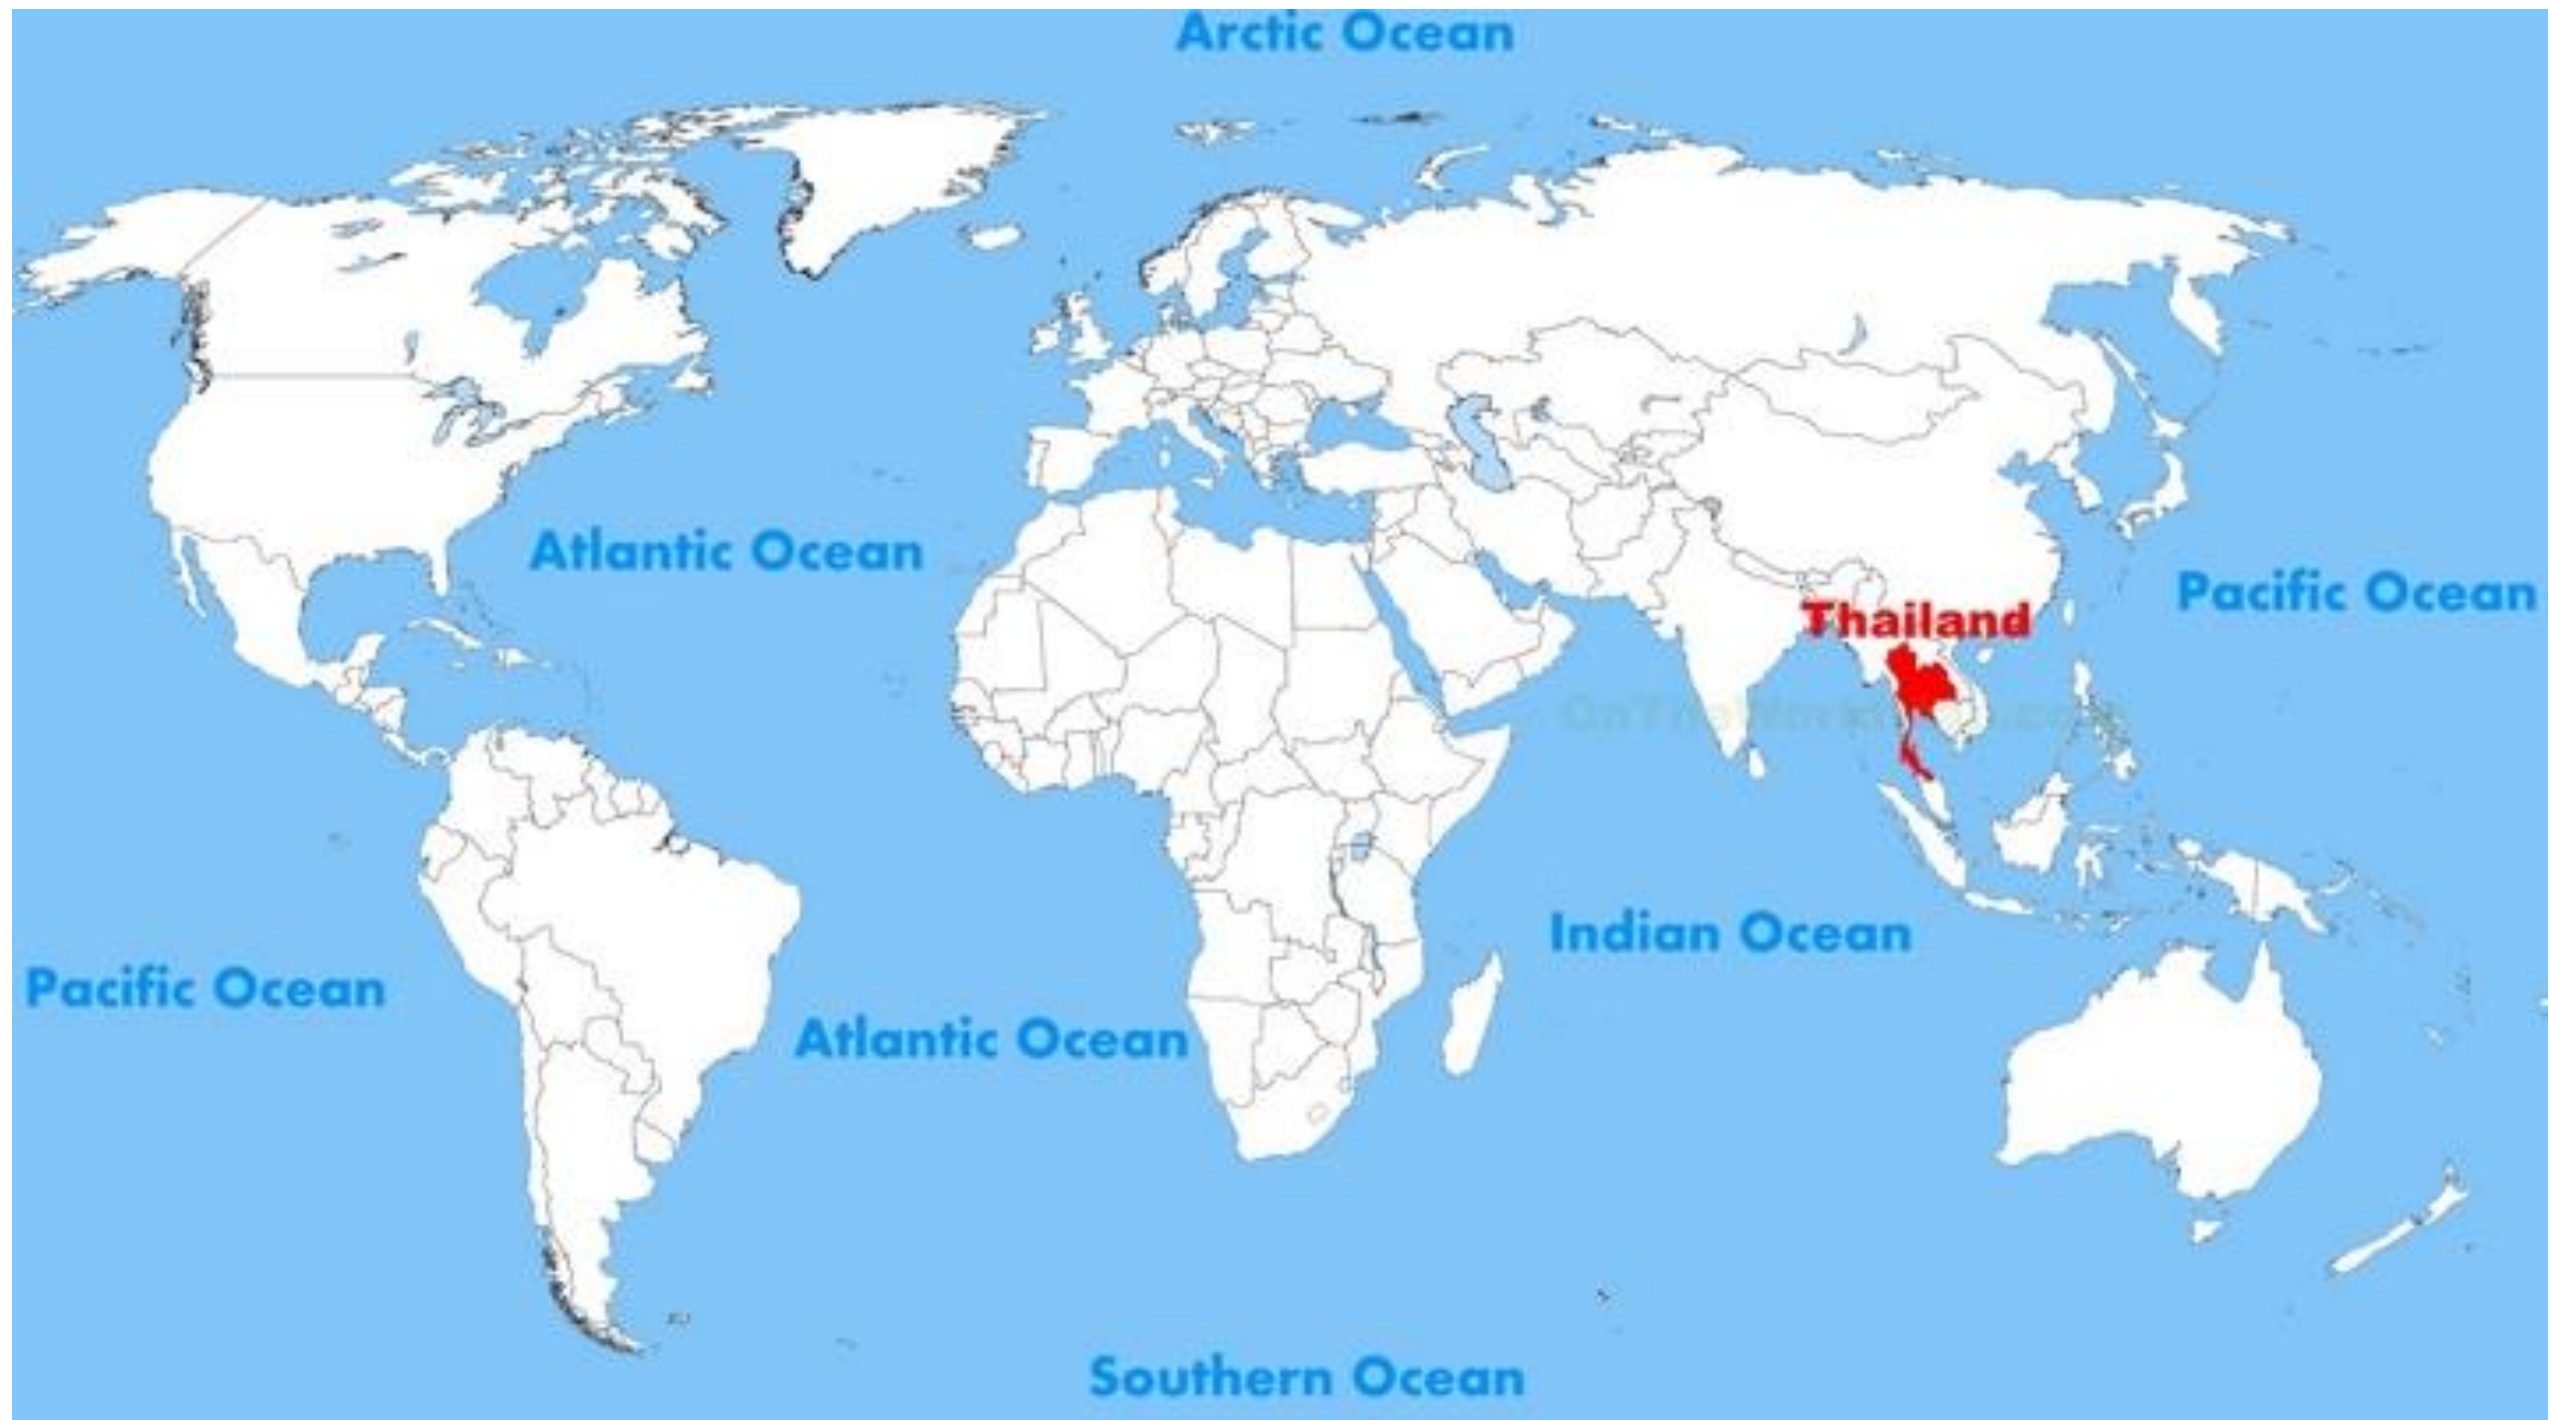 Arctic Ocean
Atlantic Ocean
Pacific Ocean
Thailand
Indian Ocean
Pacific Ocean
Atlantic Ocean
Southern Ocean